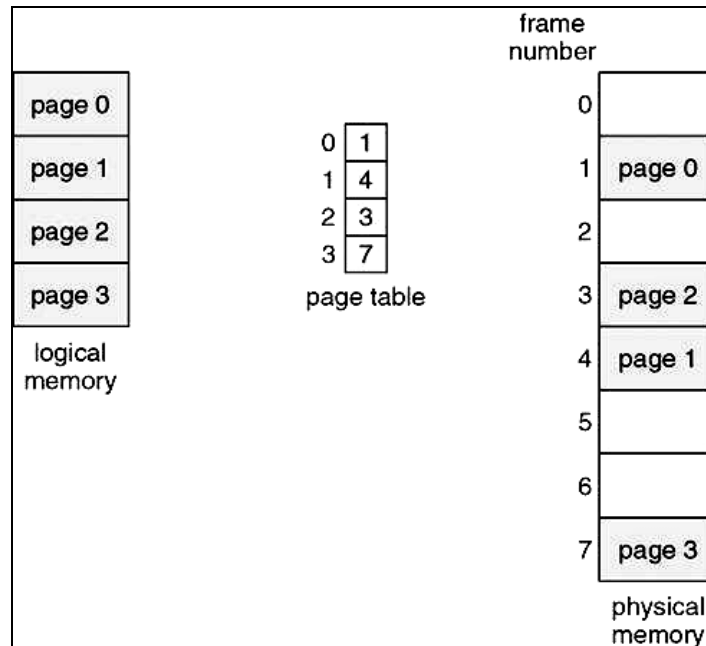 frame
number
page 0
page 1
page 2
page 3
logical
memory
0 1
1 4
2 3
3 7
page table
0
1 page 0
2
3 page 2
4 page 1
5
6
7 page 3
physical
memory